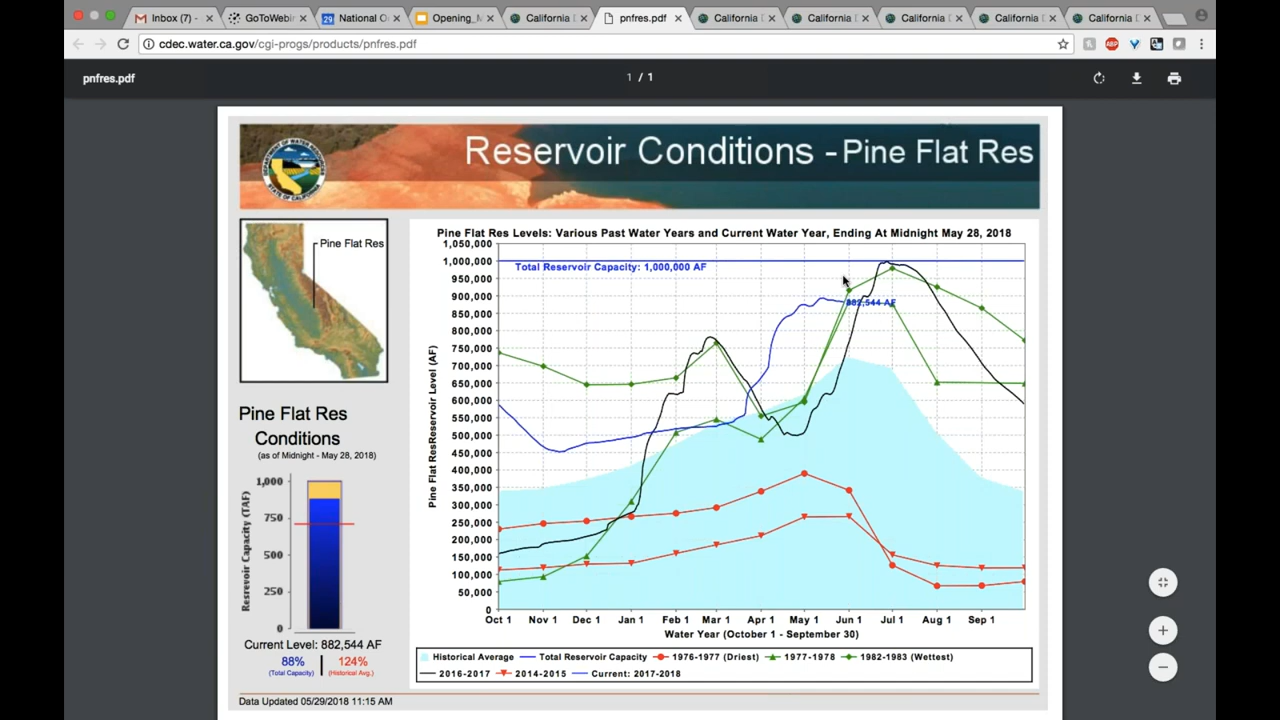 Inbox (7) -
GoToWebi
National O
Opening_
California
pnfres.pdf
California
California
California
California
California
cdec.water.ca.gov/cgi-progs/products/pnfres.pdf
ABP
pnfres.pdf
1 / 1
Reservoir Conditions - Pine Flat Res
Pine Flat Res
Pine Flat Res
Conditions
(as of Midnight - May 28, 2018)
Resrevoir Capacity (TAF)
1,000
750
500
250
0
Current Level: 882,544 AF
88%
(Total Capacity)
124%
(Historical Avg.)
Pine Flat Res Levels: Various Past Water Years and Current Water Year, Ending At Midnight May 28, 2018
Pine Flat ResReservoir Level (AF)
1,050,000
1,000,000
950,000
900,000
850,000
800,000
750,000
700,000
650,000
600,000
550,000
500,000
450,000
400,000
350,000
300,000
250,000
200,000
150,000
100,000
50,000
0
Total Reservoir Capacity: 1,000,000 AF
882,544 AF
Oct 1 Nov 1 Dec 1 Jan 1 Feb 1 Mar 1 Apr 1 May 1 Jun 1 Jul 1 Aug 1 Sep 1
Water Year (October 1 - September 30)
Historical Average Total Reservoir Capacity 1976-1977 (Driest) 1977-1978 1982-1983 (Wettest)
2016-2017 2014-2015 Current: 2017-2018
Data Updated 05/29/2018 11:15 AM